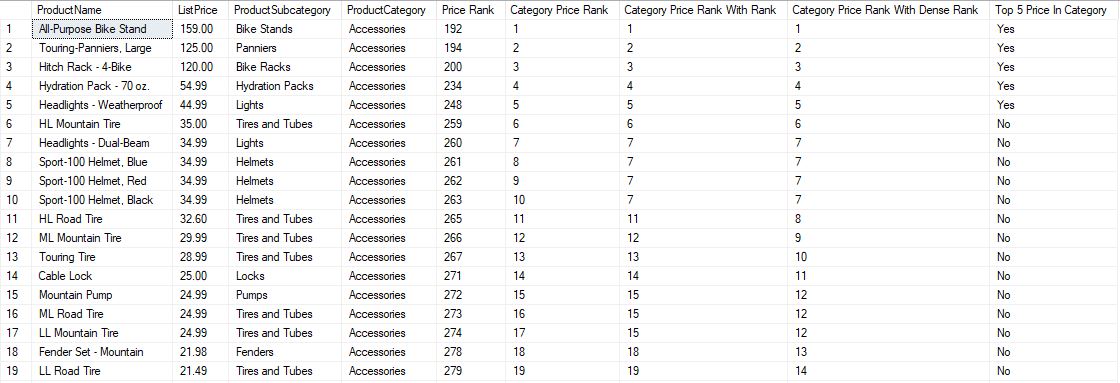 ProductName ListPrice ProductSubcategory ProductCategory Price Rank Category Price Rank Category Price Rank With Rank Category Price Rank With Dense Rank Top 5 Price In Category
1 All-Purpose Bike Stand 159.00 Bike Stands Accessories 192 1 1 1 Yes
2 Touring-Panniers, Large 125.00 Panniers Accessories 194 2 2 2 Yes
3 Hitch Rack - 4-Bike 120.00 Bike Racks Accessories 200 3 3 3 Yes
4 Hydration Pack - 70 oz. 54.99 Hydration Packs Accessories 234 4 4 4 Yes
5 Headlights - Weatherproof 44.99 Lights Accessories 248 5 5 5 Yes
6 HL Mountain Tire 35.00 Tires and Tubes Accessories 259 6 6 6 No
7 Headlights - Dual-Beam 34.99 Lights Accessories 260 7 7 7 No
8 Sport-100 Helmet, Blue 34.99 Helmets Accessories 261 8 7 7 No
9 Sport-100 Helmet, Red 34.99 Helmets Accessories 262 9 7 7 No
10 Sport-100 Helmet, Black 34.99 Helmets Accessories 263 10 7 7 No
11 HL Road Tire 32.60 Tires and Tubes Accessories 265 11 11 8 No
12 ML Mountain Tire 29.99 Tires and Tubes Accessories 266 12 12 9 No
13 Touring Tire 28.99 Tires and Tubes Accessories 267 13 13 10 No
14 Cable Lock 25.00 Locks Accessories 271 14 14 11 No
15 Mountain Pump 24.99 Pumps Accessories 272 15 15 12 No
16 ML Road Tire 24.99 Tires and Tubes Accessories 273 16 15 12 No
17 LL Mountain Tire 24.99 Tires and Tubes Accessories 274 17 15 12 No
18 Fender Set - Mountain 21.98 Fenders Accessories 278 18 18 13 No
19 LL Road Tire 21.49 Tires and Tubes Accessories 279 19 19 14 No